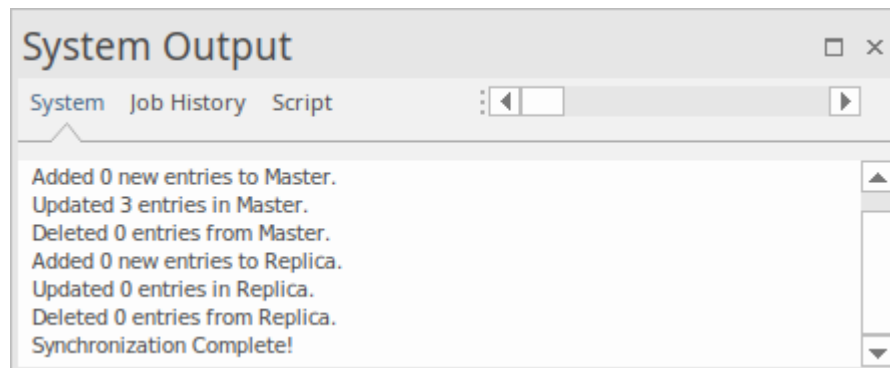 System Output
System Job History Script
Added 0 new entries to Master.
Updated 3 entries in Master.
Deleted 0 entries from Master.
Added 0 new entries to Replica.
Updated 0 entries in Replica.
Deleted 0 entries from Replica.
Synchronization Complete!